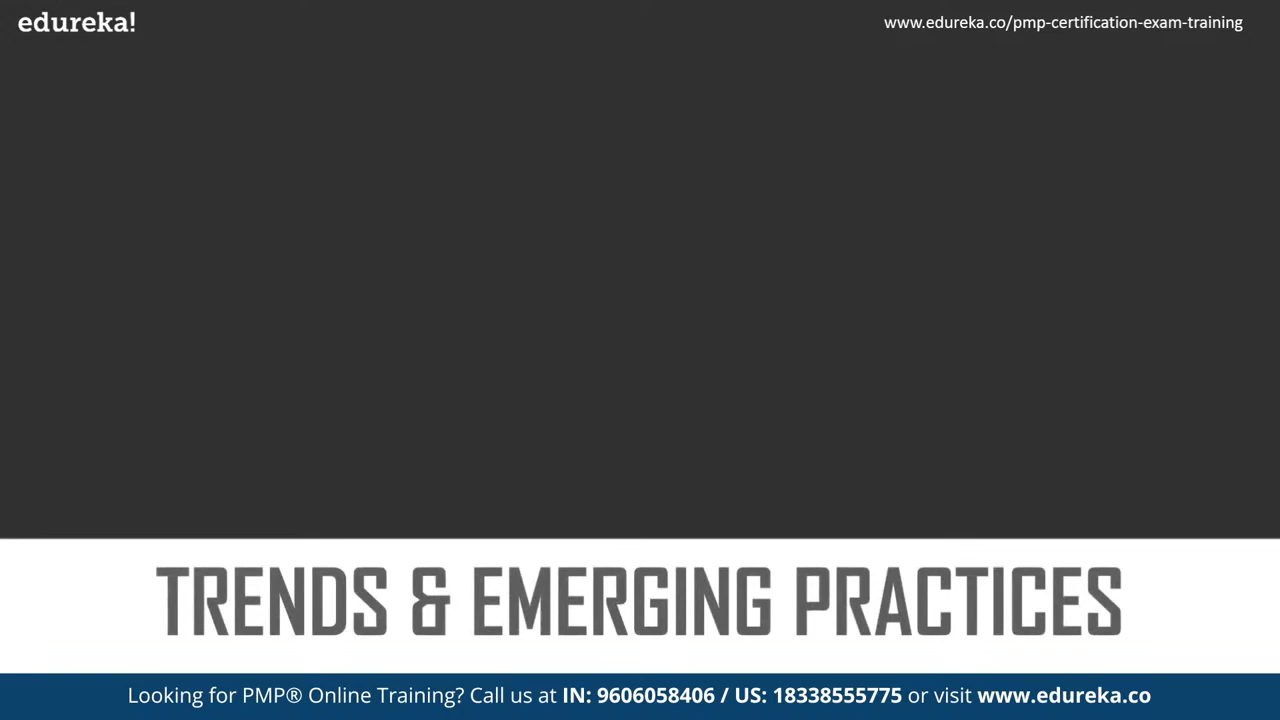 edureka!
www.edureka.co/pmp-certification-exam-training
TRENDS & EMERGING PRACTICES
Looking for PMP® Online Training? Call us at IN: 9606058406 / US: 18338555775 or visit www.edureka.co